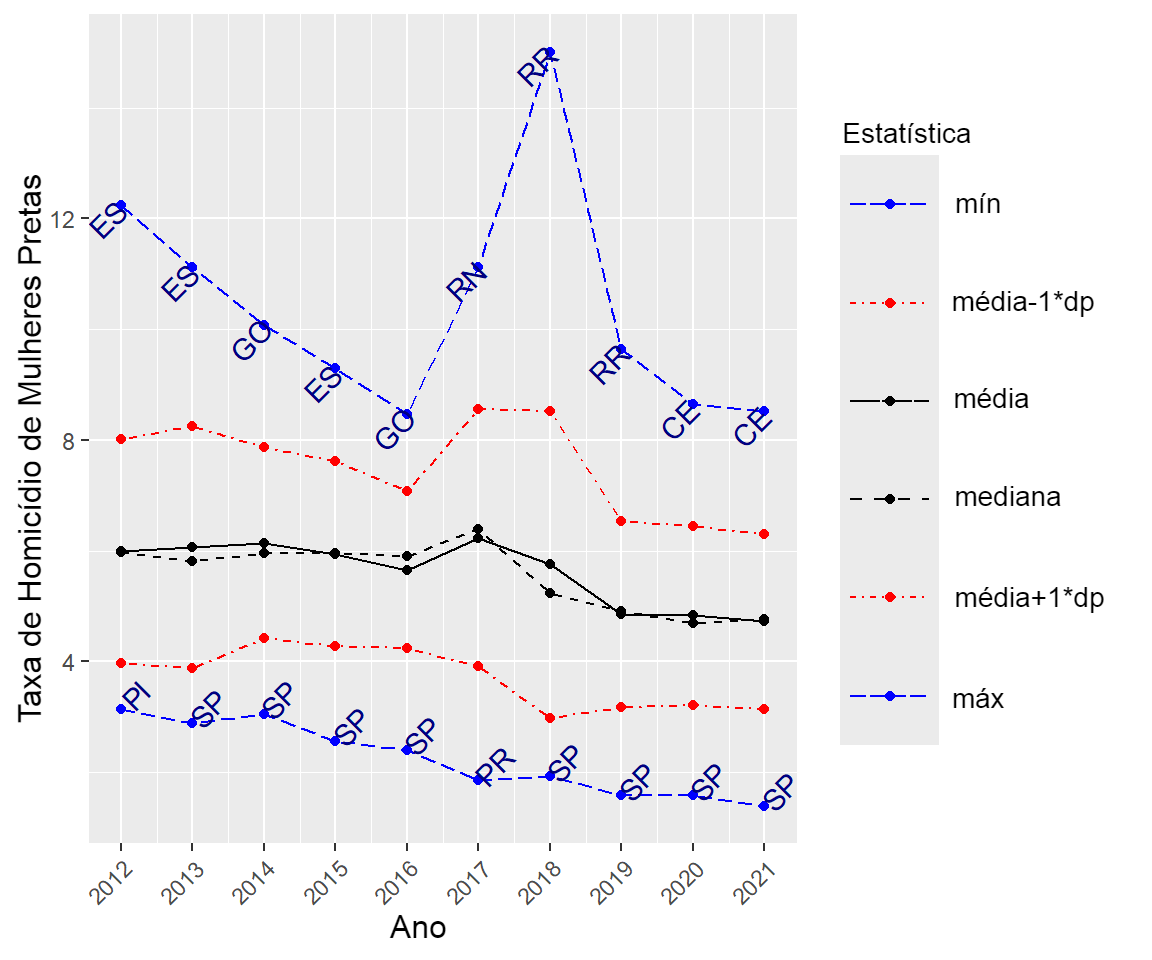 Estatística
mín
média-1*dp
média
mediana
média+1*dp
máx
Taxa de Homicídio de Mulheres Pretas
12
8
4
ES
ES
GO
ES
GO
RN
RR
RR
CE
CE
PI
SP
SP
SP
SP
PR
SP
SP
SP
SP
2012
2013
2014
2015
2016
2017
2018
2019
2020
2021
Ano